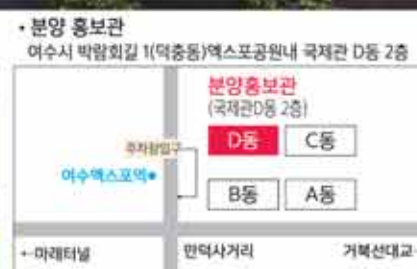 • 분양 홍보관
여수시 박람회길 1(덕충동)엑스포공원내 국제관 D동 2층
분양홍보관
(국제관D동 2층)
D동 C동
주차장입구
여수엑스포역
B동 A동
←마래터널 만덕사거리 거북선대교